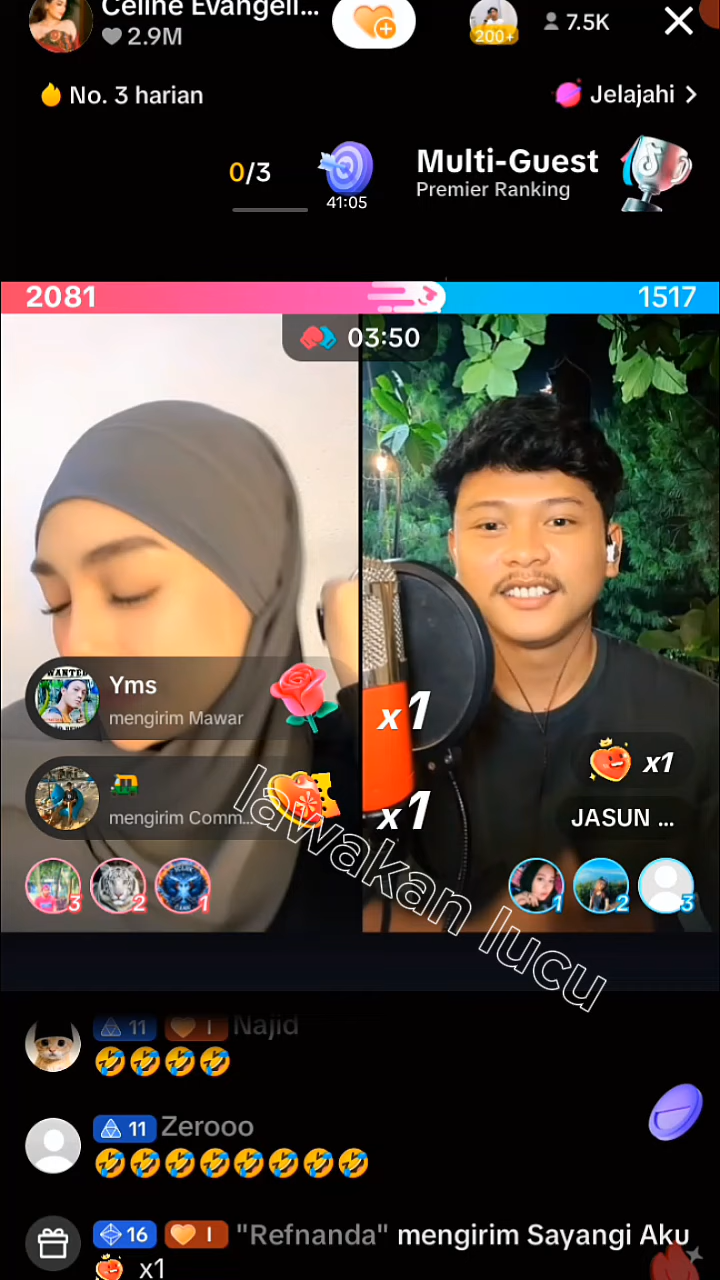 Celine Evangeli...
2.9M
200+
7.5K
No. 3 harian
Jelajahi
0/3
41:05
Multi-Guest
Premier Ranking
2081
1517
03:50
WANTED
Yms
mengirim Mawar
x1
mengirim Comm...
x1
x1
JASUN ...
lawakan lucu
3
2
1
1
2
3
11
I
Najid
11
Zerooo
16
I
"Refnanda" mengirim Sayangi Aku
x1